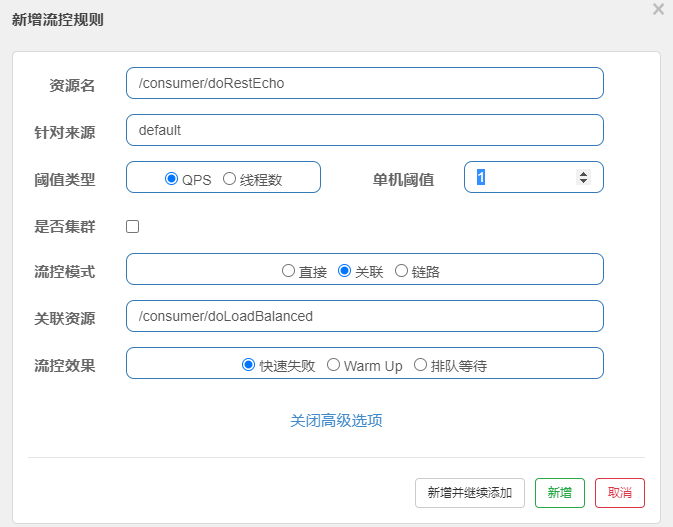 新增流控规则
×
资源名 /consumer/doRestEcho
针对来源 default
阈值类型 QPS 线程数 单机阈值 1
是否集群
流控模式 直接 关联 链路
关联资源 /consumer/doLoadBalanced
流控效果 快速失败 Warm Up 排队等待
关闭高级选项
新增并继续添加 新增 取消